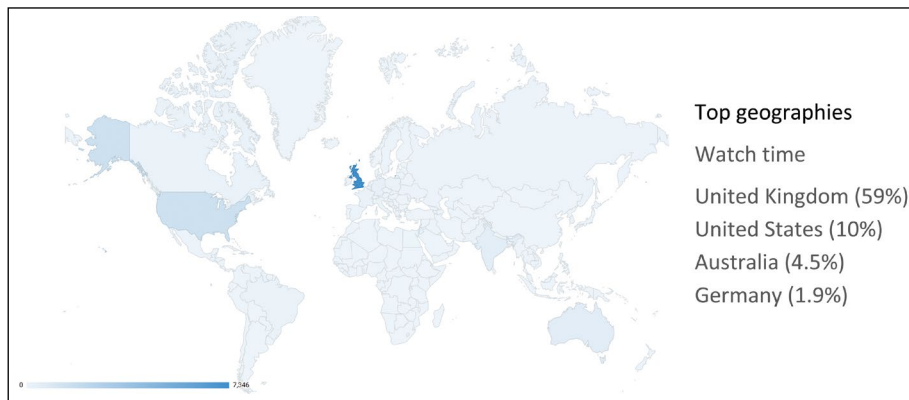 Top geographies
Watch time
United Kingdom (59%)
United States (10%)
Australia (4.5%)
Germany (1.9%)
0 7,346